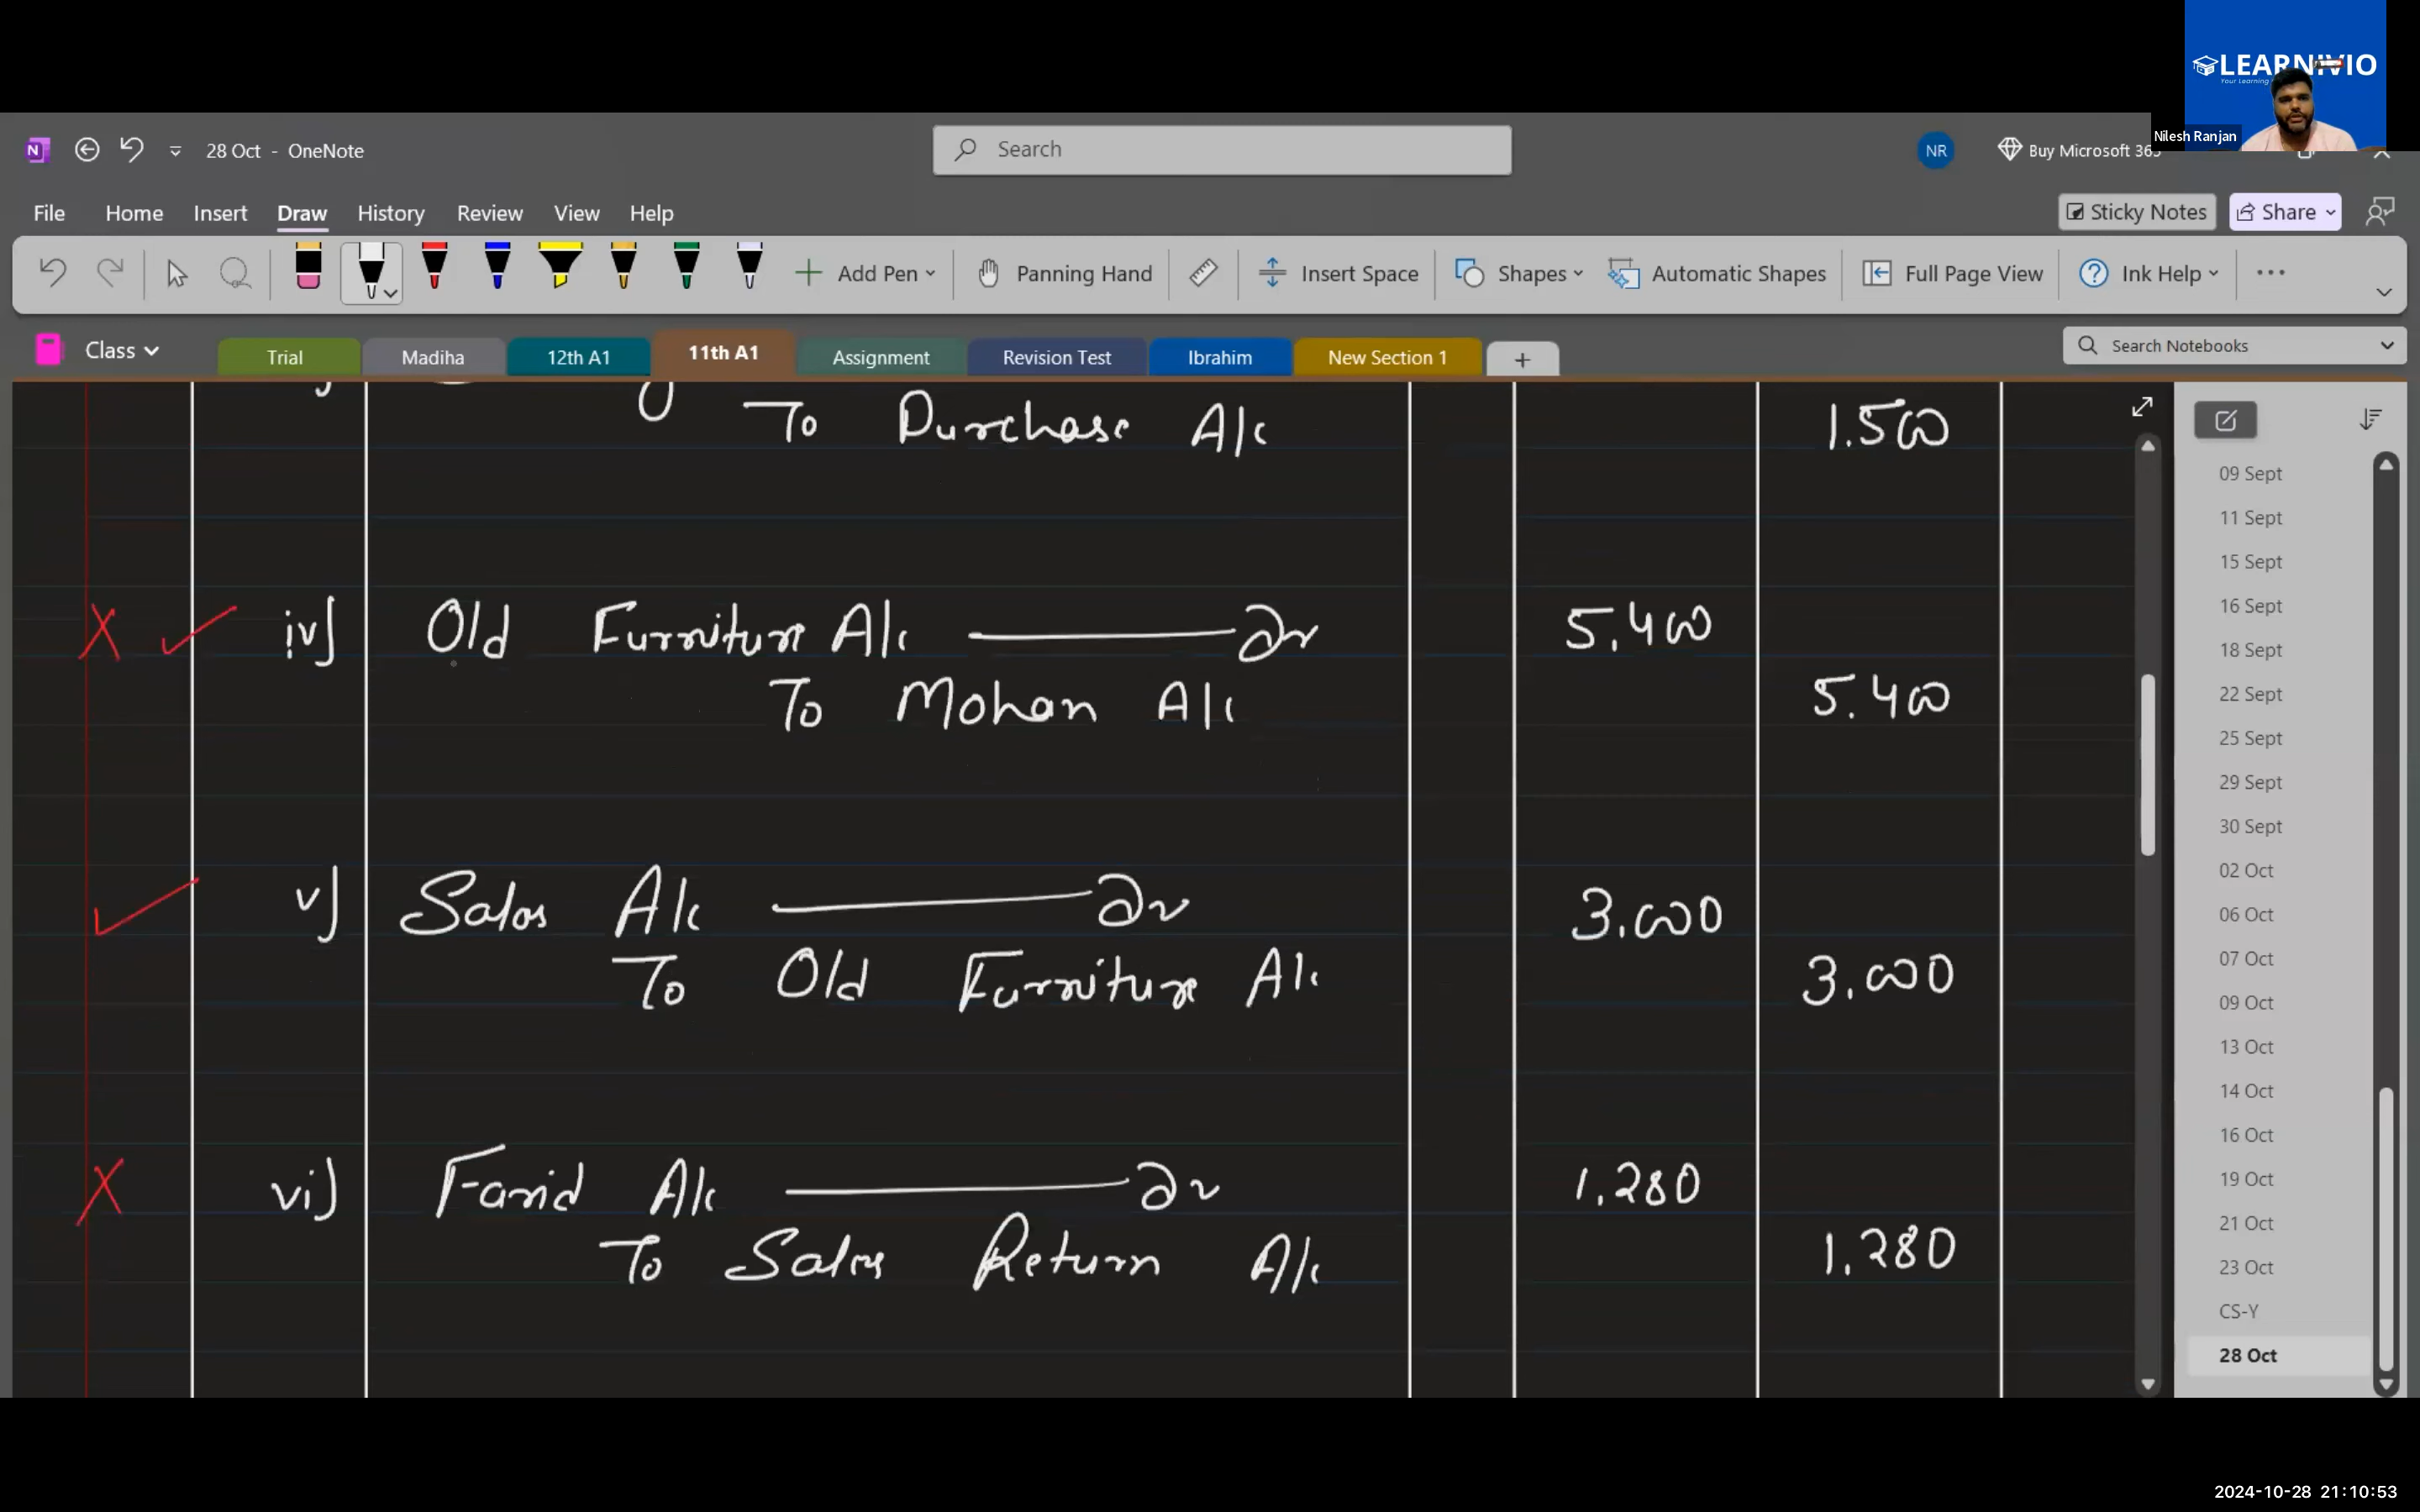 LEARNIVIO
Your Learning
Nilesh Ranjan
28 Oct - OneNote
Search
NR
Buy Microsoft 365
File Home Insert Draw History Review View Help
Sticky Notes
Share
Add Pen
Panning Hand
Insert Space
Shapes
Automatic Shapes
Full Page View
Ink Help
Class
Trial
Madiha
12th A1
11th A1
Assignment
Revision Test
Ibrahim
New Section 1
Search Notebooks
To Purchase A/c 1.500
iv) Old Furniture A/c Dr 5.400
To Mohan A/c 5.400
v) Sales A/c Dr 3.000
To Old Furniture A/c 3.000
vi) Farid A/c Dr 1.280
To Sales Return A/c 1.280
09 Sept
11 Sept
15 Sept
16 Sept
18 Sept
22 Sept
25 Sept
29 Sept
30 Sept
02 Oct
06 Oct
07 Oct
09 Oct
13 Oct
14 Oct
16 Oct
19 Oct
21 Oct
23 Oct
CS-Y
28 Oct
2024-10-28 21:10:53